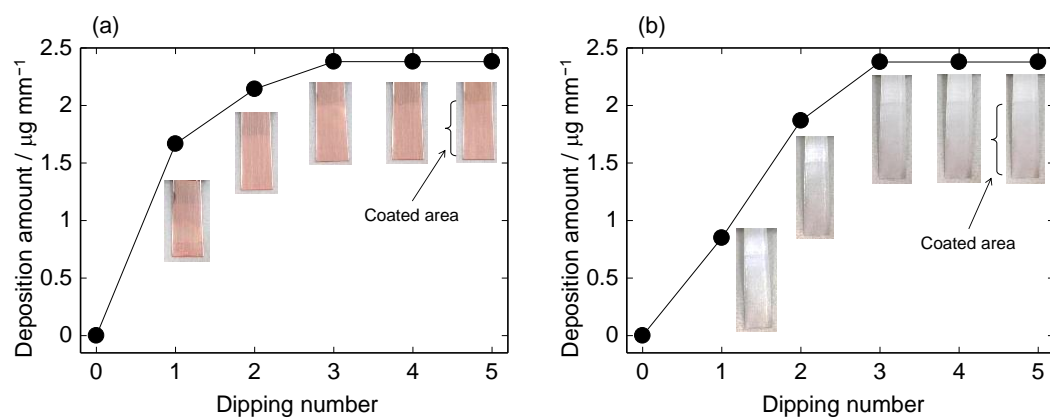 (a)
Deposition amount / μg mm⁻¹
2.5
2
1.5
1
0.5
0
Coated area
0 1 2 3 4 5
Dipping number
(b)
Deposition amount / μg mm⁻¹
2.5
2
1.5
1
0.5
0
Coated area
0 1 2 3 4 5
Dipping number